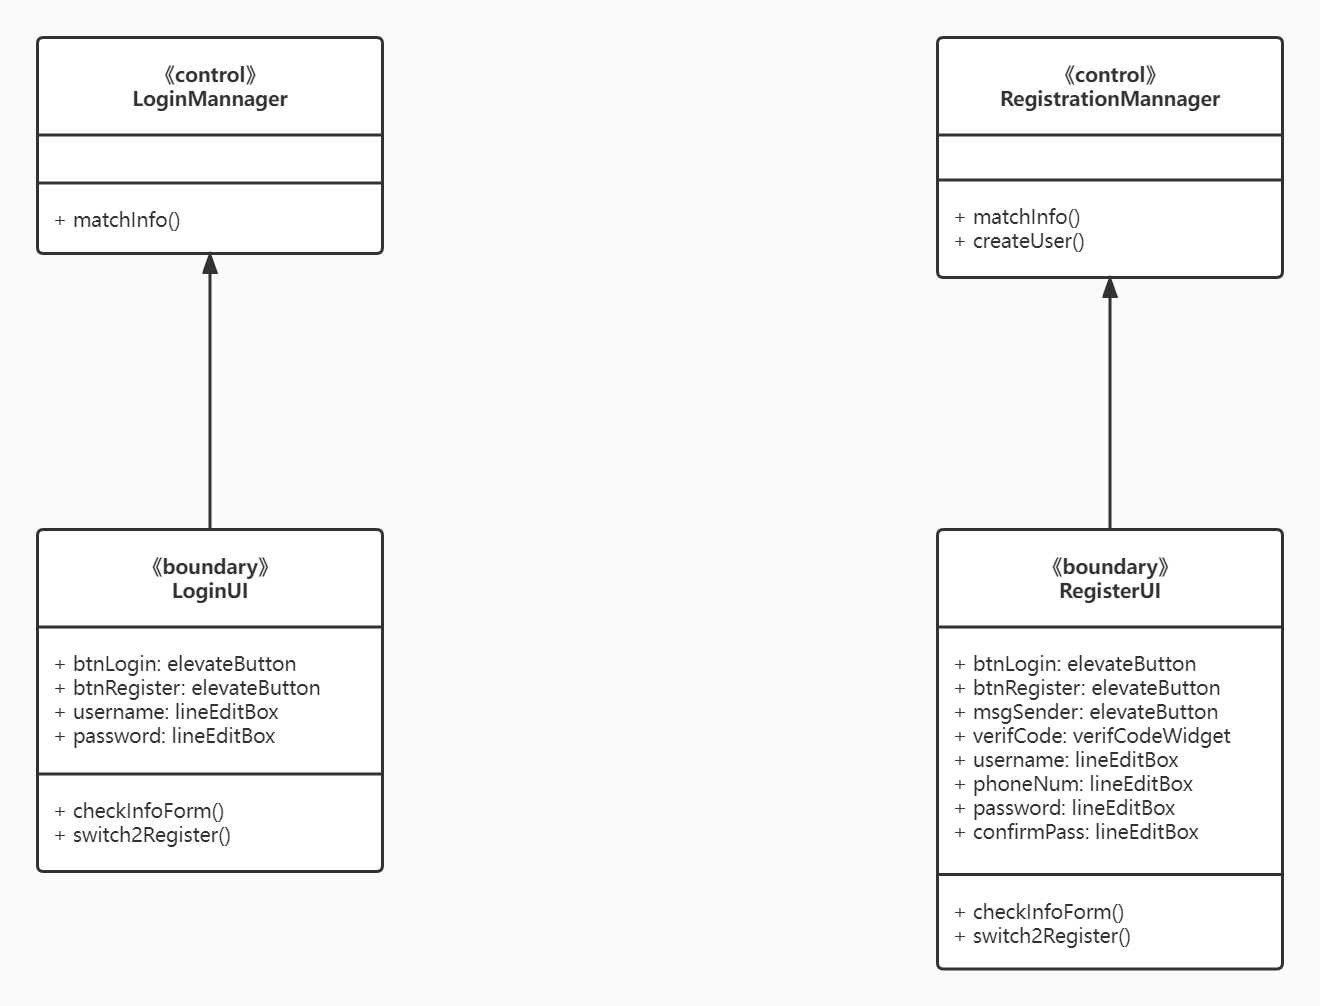 《control》
LoginMannager
+ matchInfo()
《boundary》
LoginUI
+ btnLogin: elevateButton
+ btnRegister: elevateButton
+ username: lineEditBox
+ password: lineEditBox
+ checkInfoForm()
+ switch2Register()
《control》
RegistrationMannager
+ matchInfo()
+ createUser()
《boundary》
RegisterUI
+ btnLogin: elevateButton
+ btnRegister: elevateButton
+ msgSender: elevateButton
+ verifCode: verifCodeWidget
+ username: lineEditBox
+ phoneNum: lineEditBox
+ password: lineEditBox
+ confirmPass: lineEditBox
+ checkInfoForm()
+ switch2Register()